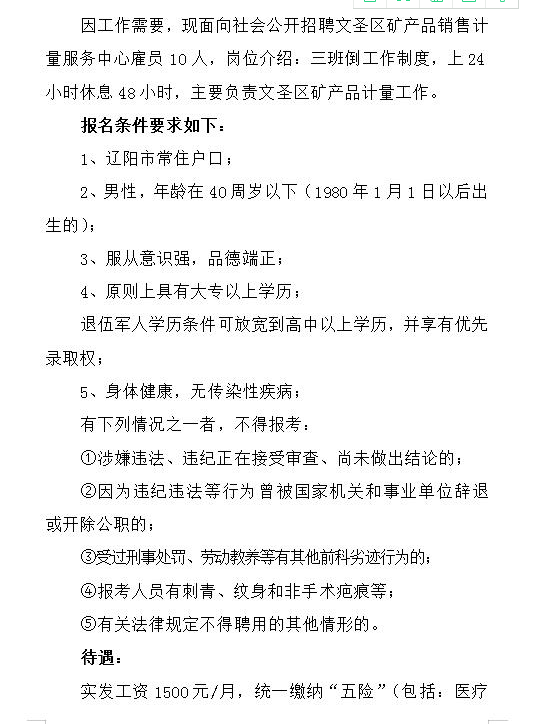 因工作需要，现面向社会公开招聘文圣区矿产品销售计
量服务中心雇员 10 人，岗位介绍：三班倒工作制度，上 24
小时休息 48 小时，主要负责文圣区矿产品计量工作。
报名条件要求如下：
1、辽阳市常住户口；
2、男性，年龄在 40 周岁以下（1980 年 1 月 1 日以后出
生的）；
3、服从意识强，品德端正；
4、原则上具有大专以上学历；
退伍军人学历条件可放宽到高中以上学历，并享有优先
录取权；
5、身体健康，无传染性疾病；
有下列情况之一者，不得报考：
①涉嫌违法、违纪正在接受审查、尚未做出结论的；
②因为违纪违法等行为曾被国家机关和事业单位辞退
或开除公职的；
③受过刑事处罚、劳动教养等有其他前科劣迹行为的；
④报考人员有刺青、纹身和非手术疤痕等；
⑤有关法律规定不得聘用的其他情形的。
待遇：
实发工资 1500 元/月，统一缴纳“五险”（包括：医疗